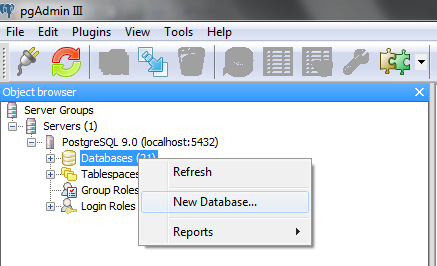 pgAdmin III
File Edit Plugins View Tools Help
Object browser
Server Groups
Servers (1)
PostgreSQL 9.0 (localhost:5432)
Databases (21)
Tablespaces
Group Roles
Login Roles
Refresh
New Database...
Reports